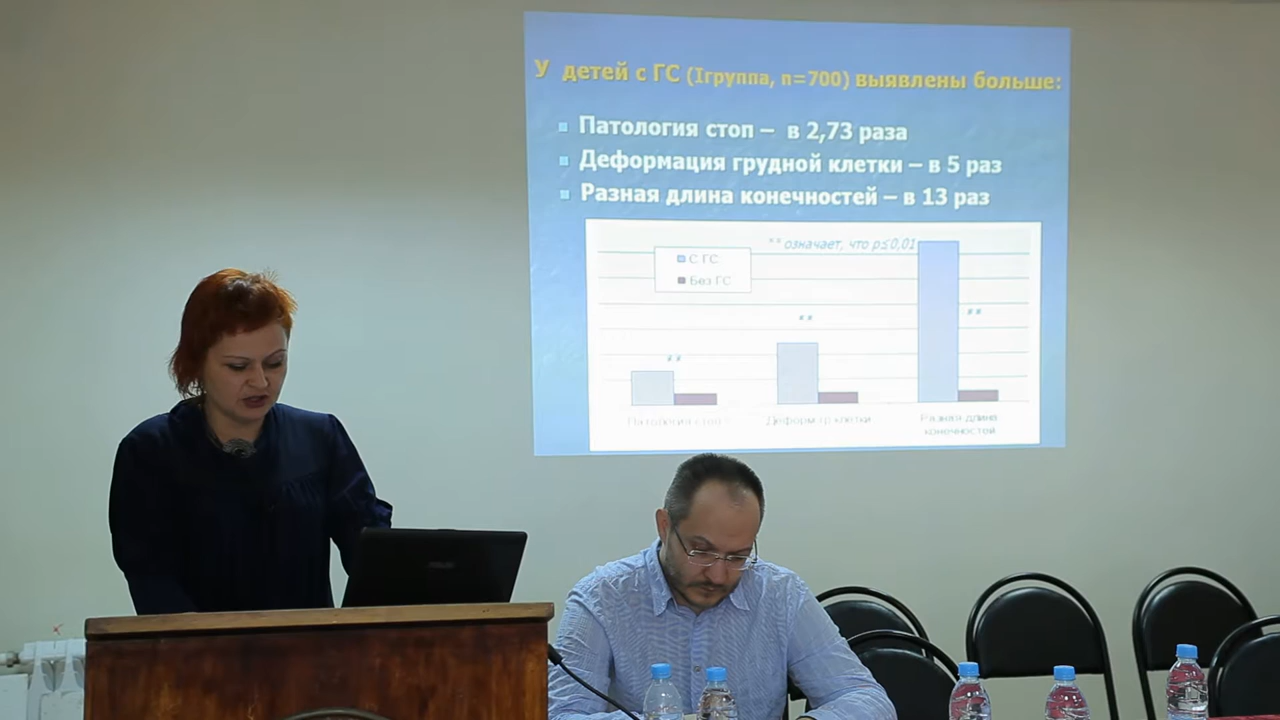 У детей с ГС (Iгруппа, n=700) выявлены больше:
Патология стоп – в 2,73 раза
Деформация грудной клетки – в 5 раз
Разная длина конечностей – в 13 раз
** означает, что p≤0,01
С ГС
Без ГС
**
**
**
Патология стоп
Деформ гр клетки
Разная длина
конечностей